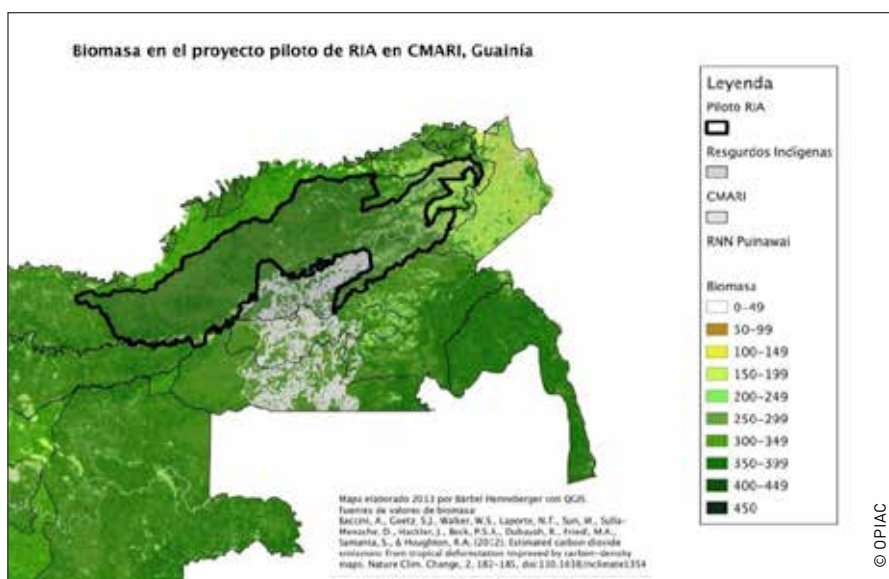 Biomasa en el proyecto piloto de RIA en CMARI, Guainía
Leyenda
Piloto RIA
Resgurdos Indígenas
CMARI
RNN Puinawai
Biomasa
0-49
50-99
100-149
150-199
200-249
250-299
300-349
350-399
400-449
450
Mapa elaborado 2013 por Bärbel Henneberger con QGIS
Fuentes de valores de biomasa:
Baccini, A., Goetz, S.J., Walker, W.S., Laporte, N.T., Sun, M., Sulla-
Menashe, D., Hackler, J., Beck, P.S.A., Dubayah, R., Friedl, M.A.,
Samanta, S., & Houghton, R.A. (2012). Estimated carbon dioxide
emissions from tropical deforestation improved by carbon-density
maps. Nature Clim. Change, 2, 182-185, doi:10.1038/nclimate1354
© OPIAC